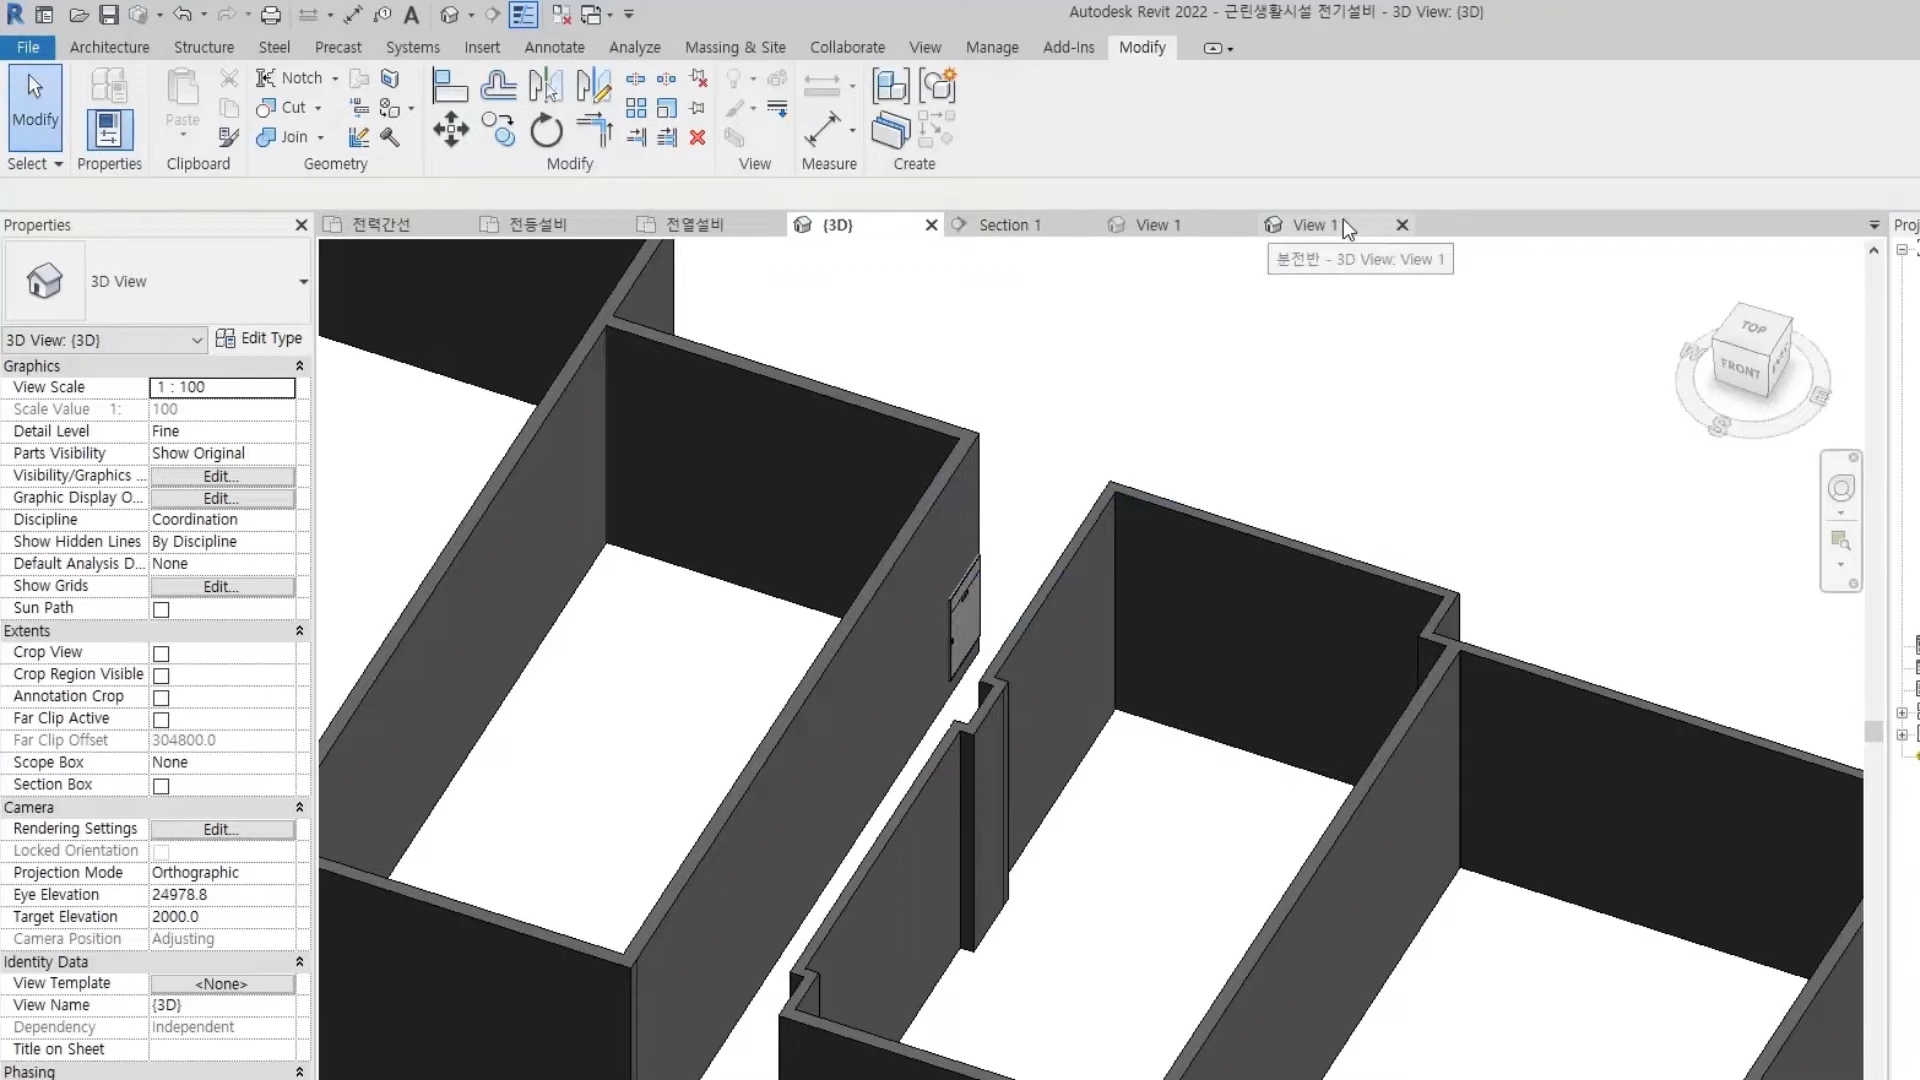 Autodesk Revit 2022 - 근린생활시설 전기설비 - 3D View: {3D}
File Architecture Structure Steel Precast Systems Insert Annotate Analyze Massing & Site Collaborate View Manage Add-Ins Modify
Modify
Paste
Notch
Cut
Join
Select Properties Clipboard Geometry Modify View Measure Create
Properties
전력간선 전등설비 전열설비 {3D} Section 1 View 1 View 1
분전반 - 3D View: View 1
3D View
3D View: {3D} Edit Type
Graphics
View Scale 1 : 100
Scale Value 1: 100
Detail Level Fine
Parts Visibility Show Original
Visibility/Graphics ... Edit...
Graphic Display O... Edit...
Discipline Coordination
Show Hidden Lines By Discipline
Default Analysis D... None
Show Grids Edit...
Sun Path
Extents
Crop View
Crop Region Visible
Annotation Crop
Far Clip Active
Far Clip Offset 304800.0
Scope Box None
Section Box
Camera
Rendering Settings Edit...
Locked Orientation
Projection Mode Orthographic
Eye Elevation 24978.8
Target Elevation 2000.0
Camera Position Adjusting
Identity Data
View Template <None>
View Name {3D}
Dependency Independent
Title on Sheet
Phasing
TOP
FRONT
W
E
S
Proj